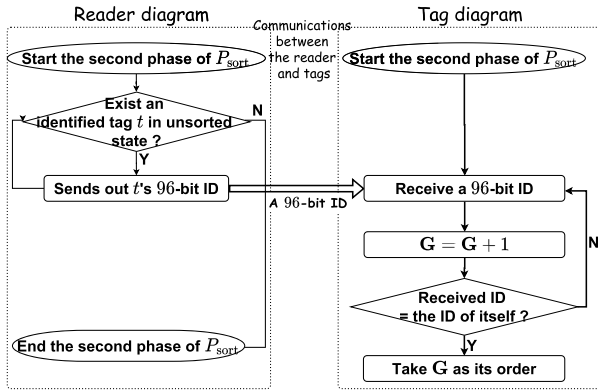 Reader diagram
Communications
between
the reader
and tags
Tag diagram
Start the second phase of P_sort
Start the second phase of P_sort
Exist an
identified tag t in unsorted
state ?
N
Y
Sends out t's 96-bit ID
A 96-bit ID
Receive a 96-bit ID
G = G + 1
N
Received ID
= the ID of itself ?
Y
End the second phase of P_sort
Take G as its order